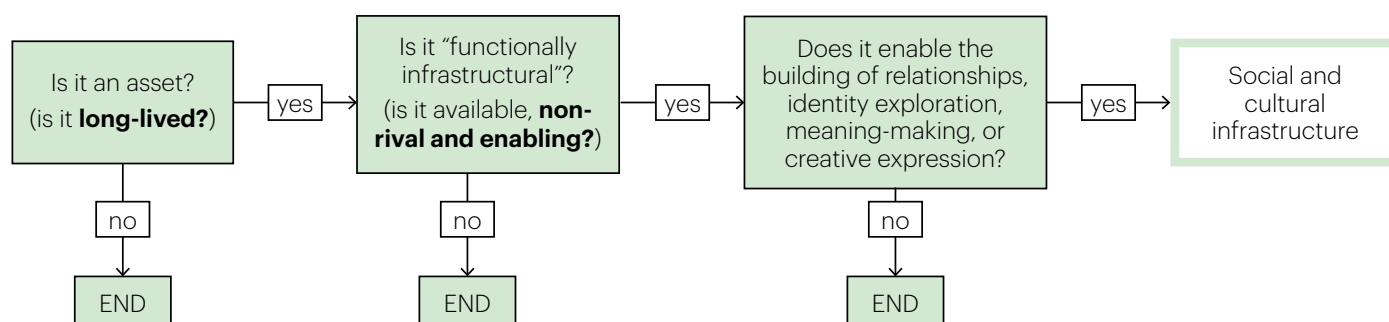 Is it an asset?
(is it long-lived?)
yes
no
END
Is it “functionally
infrastructural”?
(is it available, non-
rival and enabling?)
yes
no
END
Does it enable the
building of relationships,
identity exploration,
meaning-making, or
creative expression?
yes
no
END
Social and
cultural
infrastructure